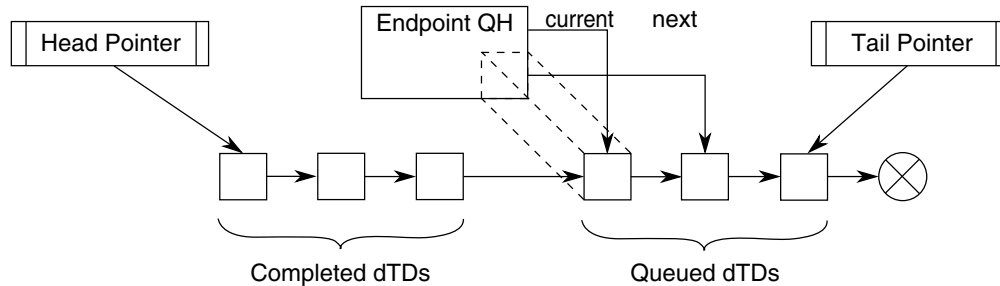 Head Pointer
Endpoint QH
current
next
Tail Pointer
Completed dTDs
Queued dTDs